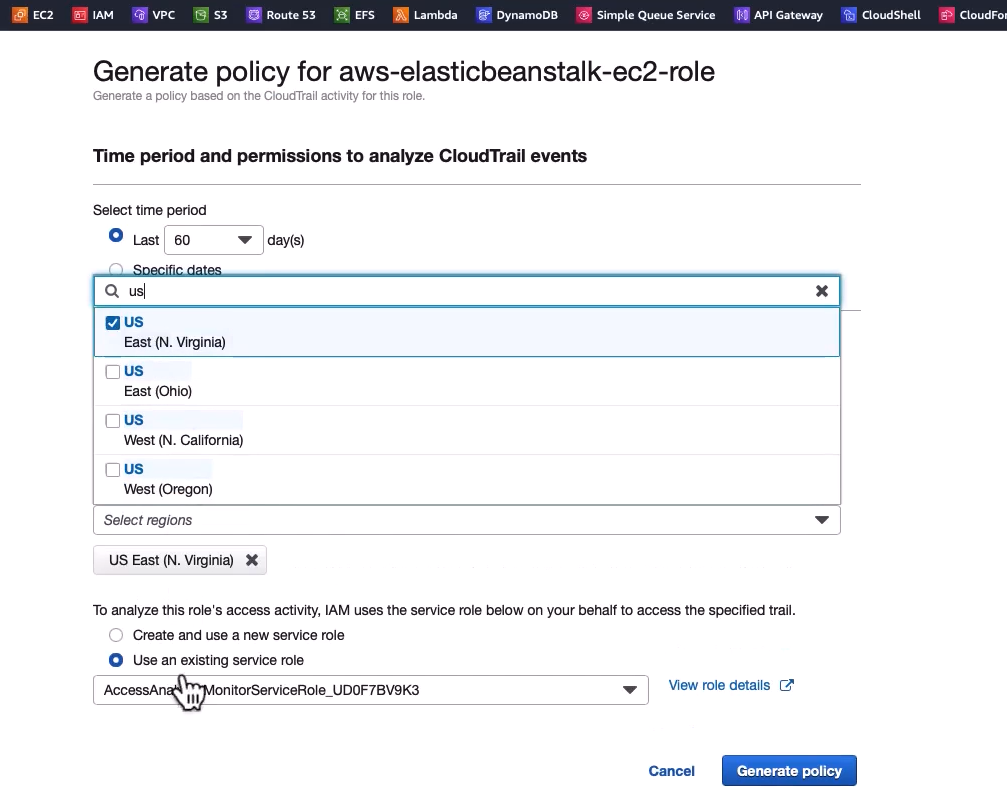 EC2 IAM VPC S3 Route 53 EFS Lambda DynamoDB Simple Queue Service API Gateway CloudShell CloudFor
Generate policy for aws-elasticbeanstalk-ec2-role
Generate a policy based on the CloudTrail activity for this role.
Time period and permissions to analyze CloudTrail events
Select time period
Last 60 day(s)
Specific dates
us
US
East (N. Virginia)
US
East (Ohio)
US
West (N. California)
US
West (Oregon)
Select regions
US East (N. Virginia)
To analyze this role's access activity, IAM uses the service role below on your behalf to access the specified trail.
Create and use a new service role
Use an existing service role
MonitorServiceRole_UD0F7BV9K3 View role details
Cancel Generate policy